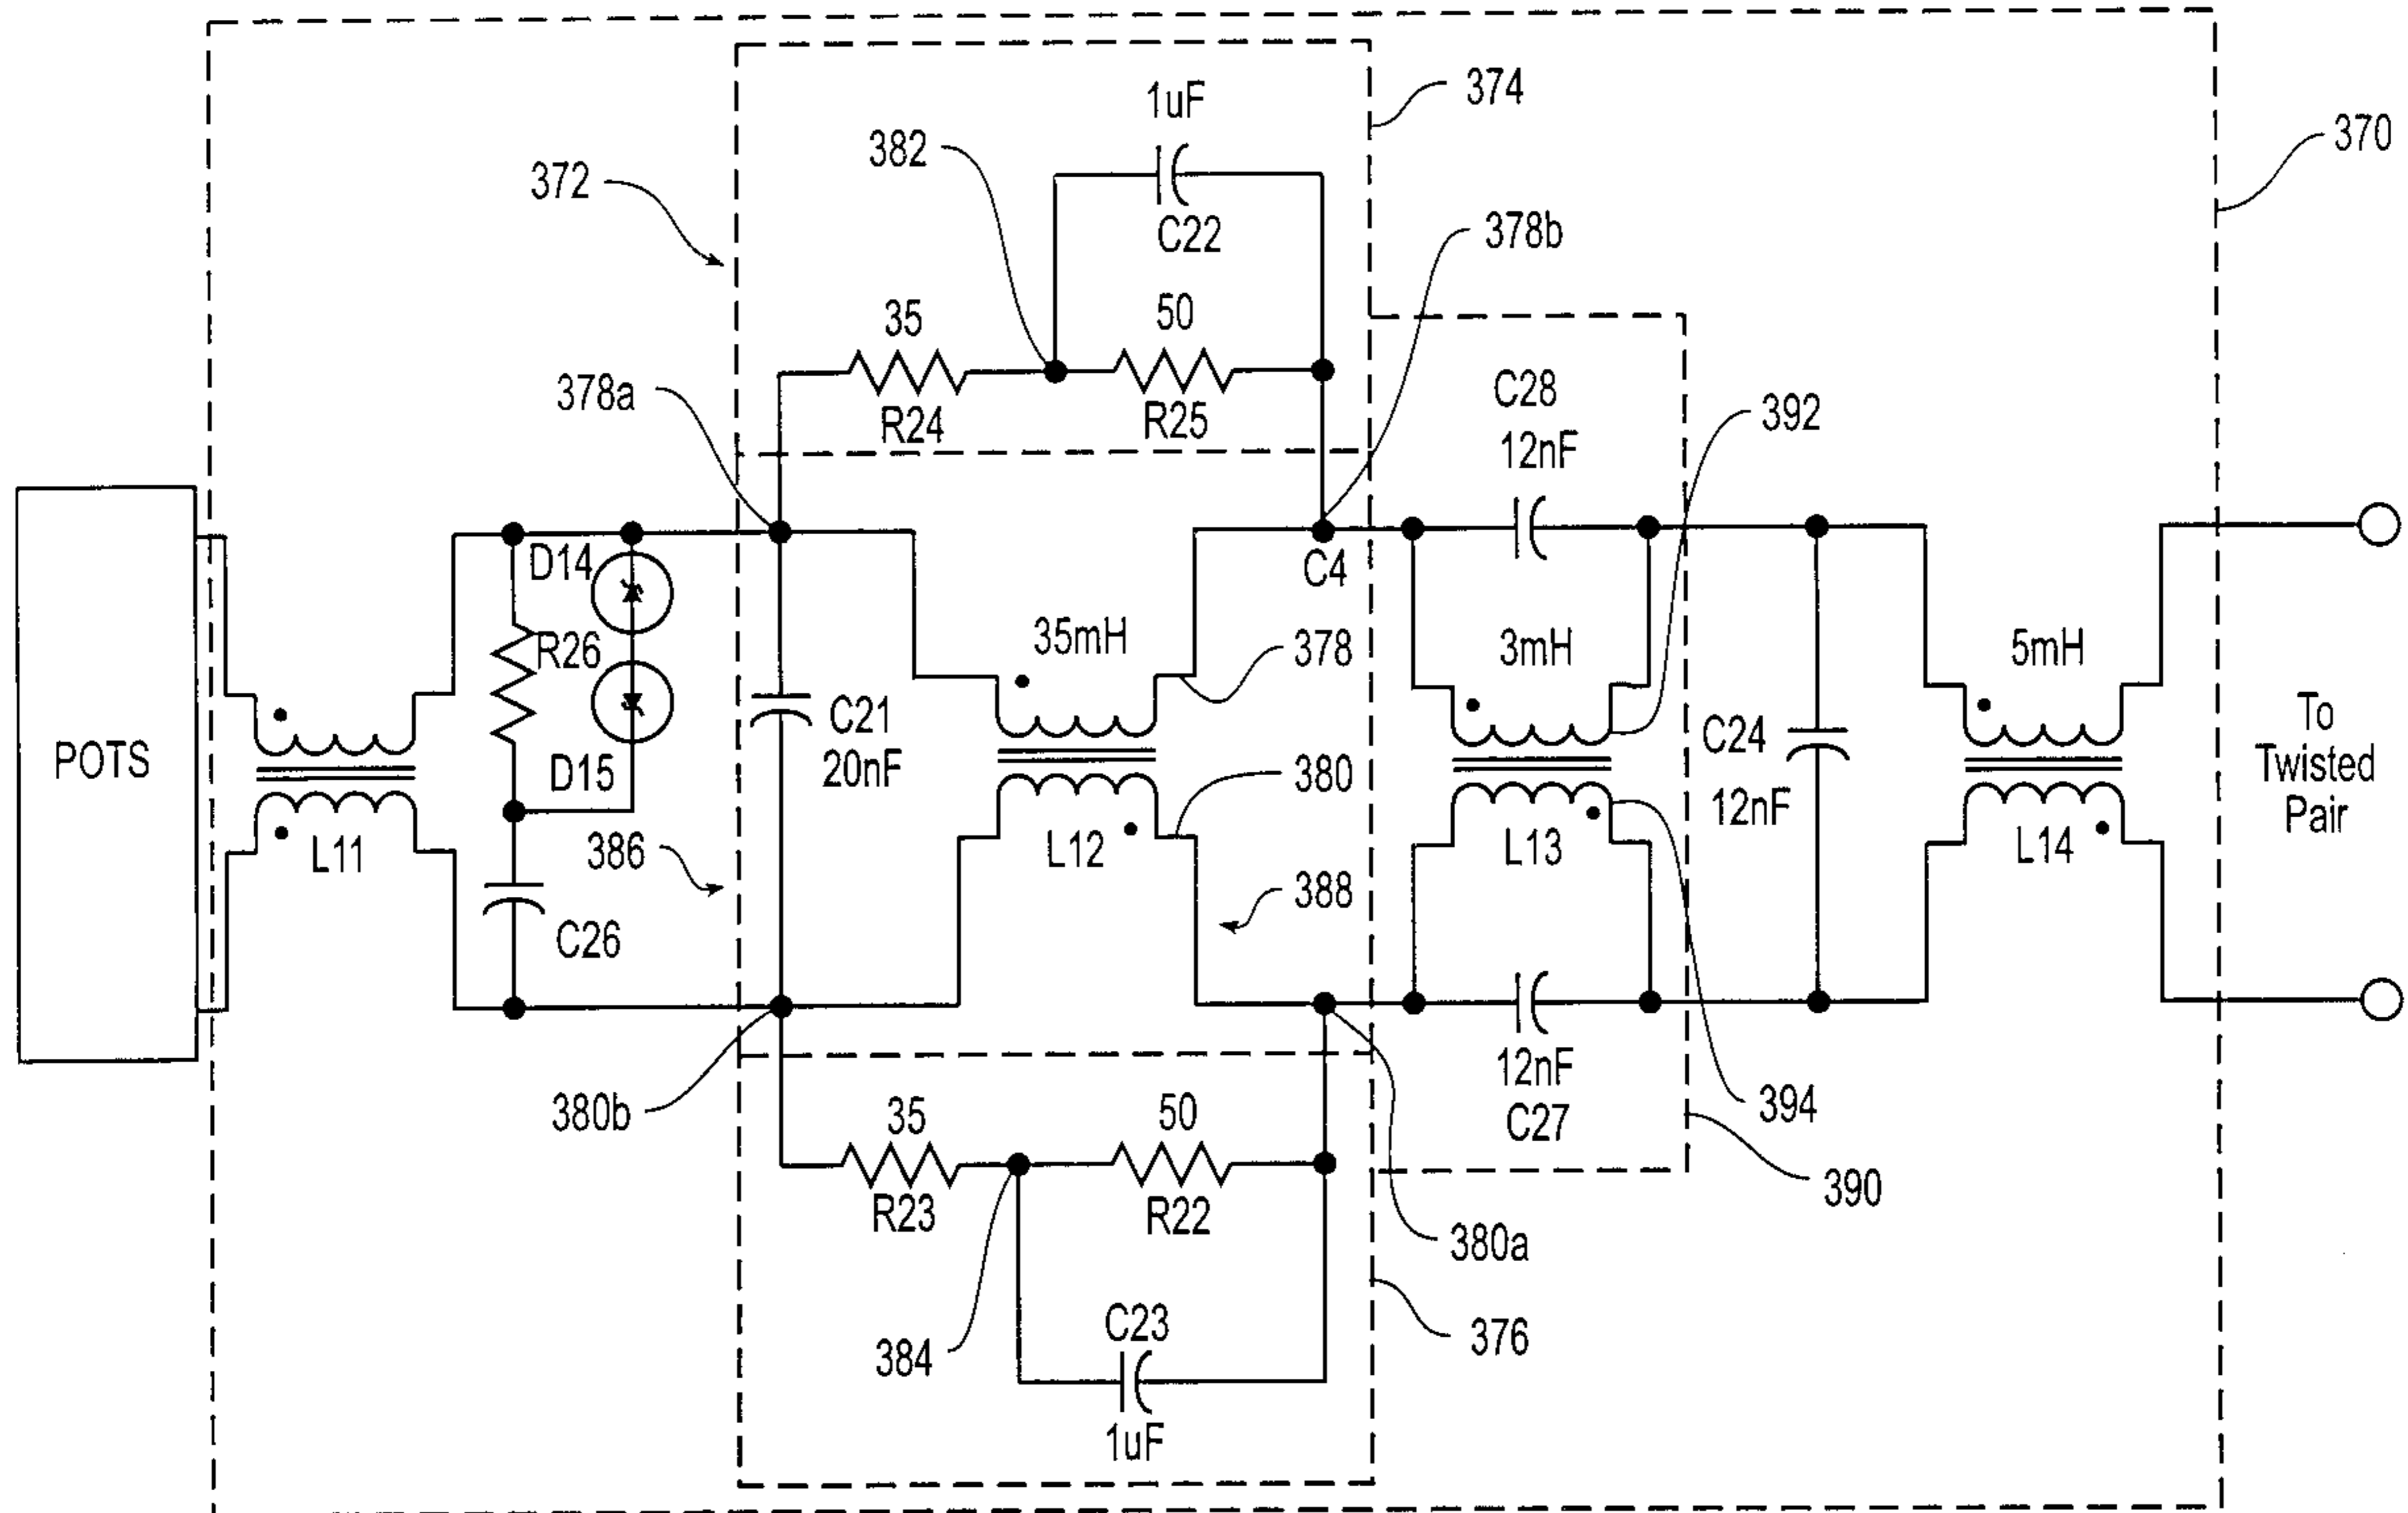 1uF
374
382
370
372
C22
378b
35
50
C28
378a
392
R24
R25
12nF
D14
C4
R26
35mH
378
3mH
5mH
C21
To
Twisted
Pair
POTS
C24
D15
20nF
380
12nF
L11
386
L12
L13
L14
388
C26
12nF
380b
35
50
C27
394
390
R23
R22
380a
C23
384
376
1uF